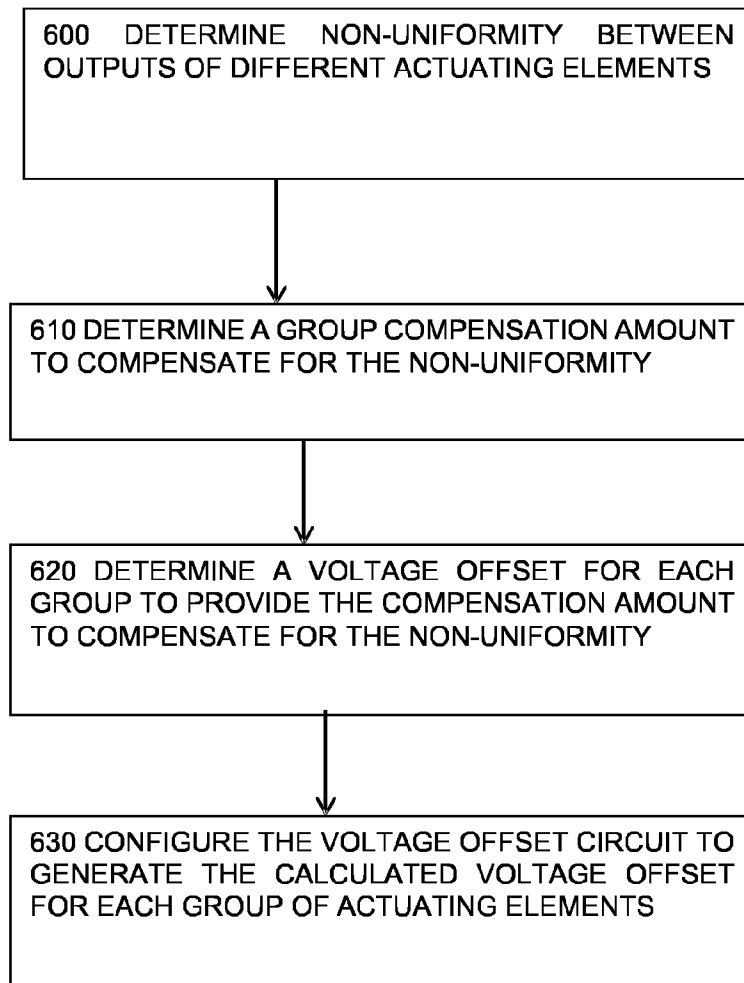 600 DETERMINE NON-UNIFORMITY BETWEEN
OUTPUTS OF DIFFERENT ACTUATING ELEMENTS
610 DETERMINE A GROUP COMPENSATION AMOUNT
TO COMPENSATE FOR THE NON-UNIFORMITY
620 DETERMINE A VOLTAGE OFFSET FOR EACH
GROUP TO PROVIDE THE COMPENSATION AMOUNT
TO COMPENSATE FOR THE NON-UNIFORMITY
630 CONFIGURE THE VOLTAGE OFFSET CIRCUIT TO
GENERATE THE CALCULATED VOLTAGE OFFSET
FOR EACH GROUP OF ACTUATING ELEMENTS